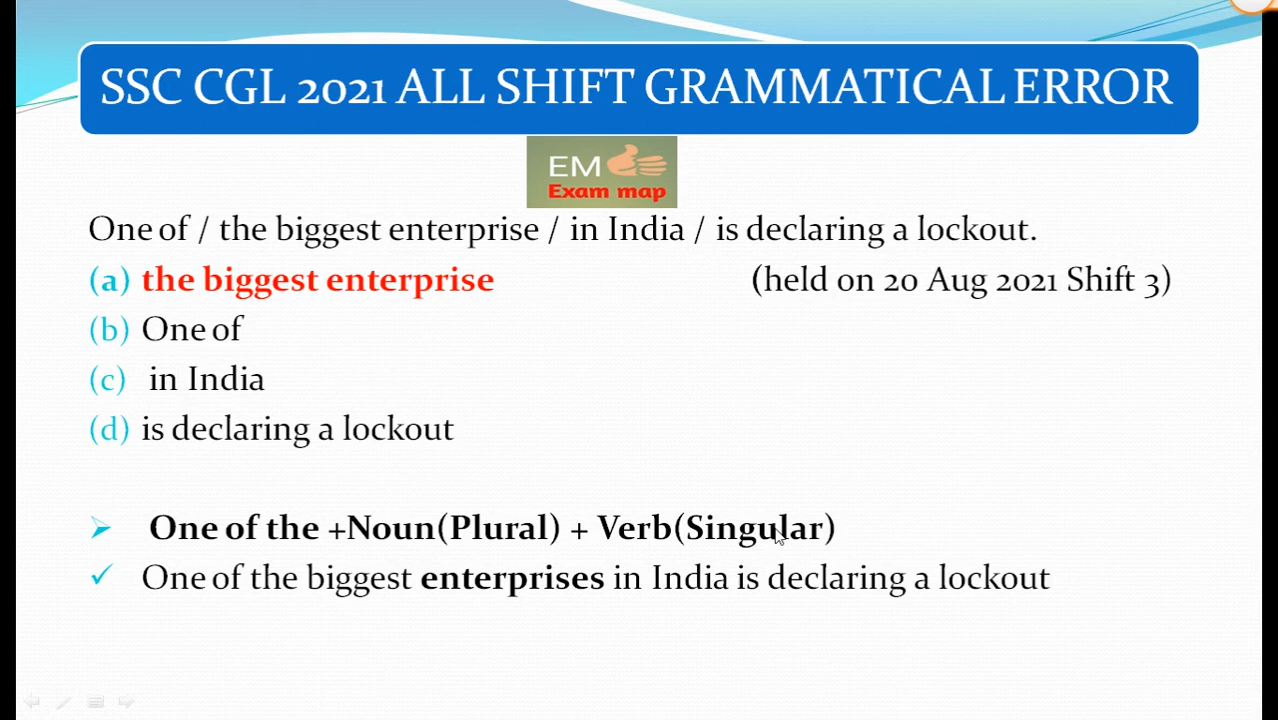 SSC CGL 2021 ALL SHIFT GRAMMATICAL ERROR
EM
Exam map
One of / the biggest enterprise / in India / is declaring a lockout.
(a) the biggest enterprise (held on 20 Aug 2021 Shift 3)
(b) One of
(c) in India
(d) is declaring a lockout
One of the +Noun(Plural) + Verb(Singular)
One of the biggest enterprises in India is declaring a lockout